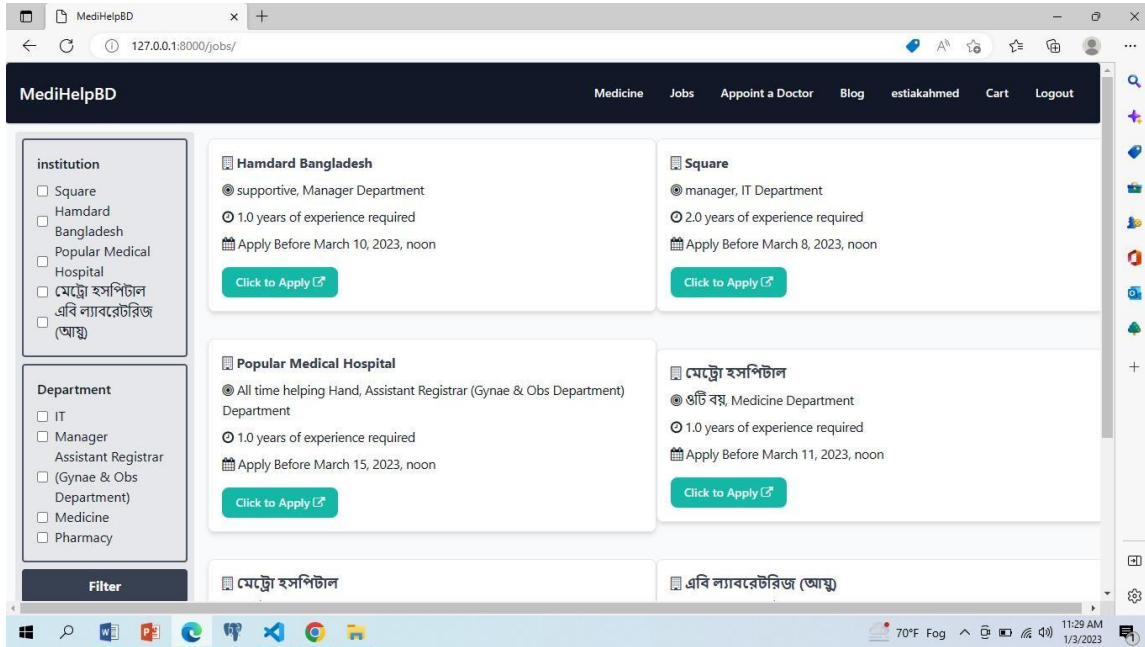 MediHelpBD
127.0.0.1:8000/jobs/
MediHelpBD Medicine Jobs Appoint a Doctor Blog estiakahmed Cart Logout
institution
Square
Hamdard
Bangladesh
Popular Medical
Hospital
মেট্রো হসপিটাল
এবি ল্যাবরেটরিজ
(আয়ু)
Department
IT
Manager
Assistant Registrar
(Gynae & Obs
Department)
Medicine
Pharmacy
Filter
Hamdard Bangladesh
supportive, Manager Department
1.0 years of experience required
Apply Before March 10, 2023, noon
Click to Apply
Square
manager, IT Department
2.0 years of experience required
Apply Before March 8, 2023, noon
Click to Apply
Popular Medical Hospital
All time helping Hand, Assistant Registrar (Gynae & Obs Department)
Department
1.0 years of experience required
Apply Before March 15, 2023, noon
Click to Apply
মেট্রো হসপিটাল
ওটি বয়, Medicine Department
1.0 years of experience required
Apply Before March 11, 2023, noon
Click to Apply
মেট্রো হসপিটাল
এবি ল্যাবরেটরিজ (আয়ু)
70°F Fog
11:29 AM
1/3/2023